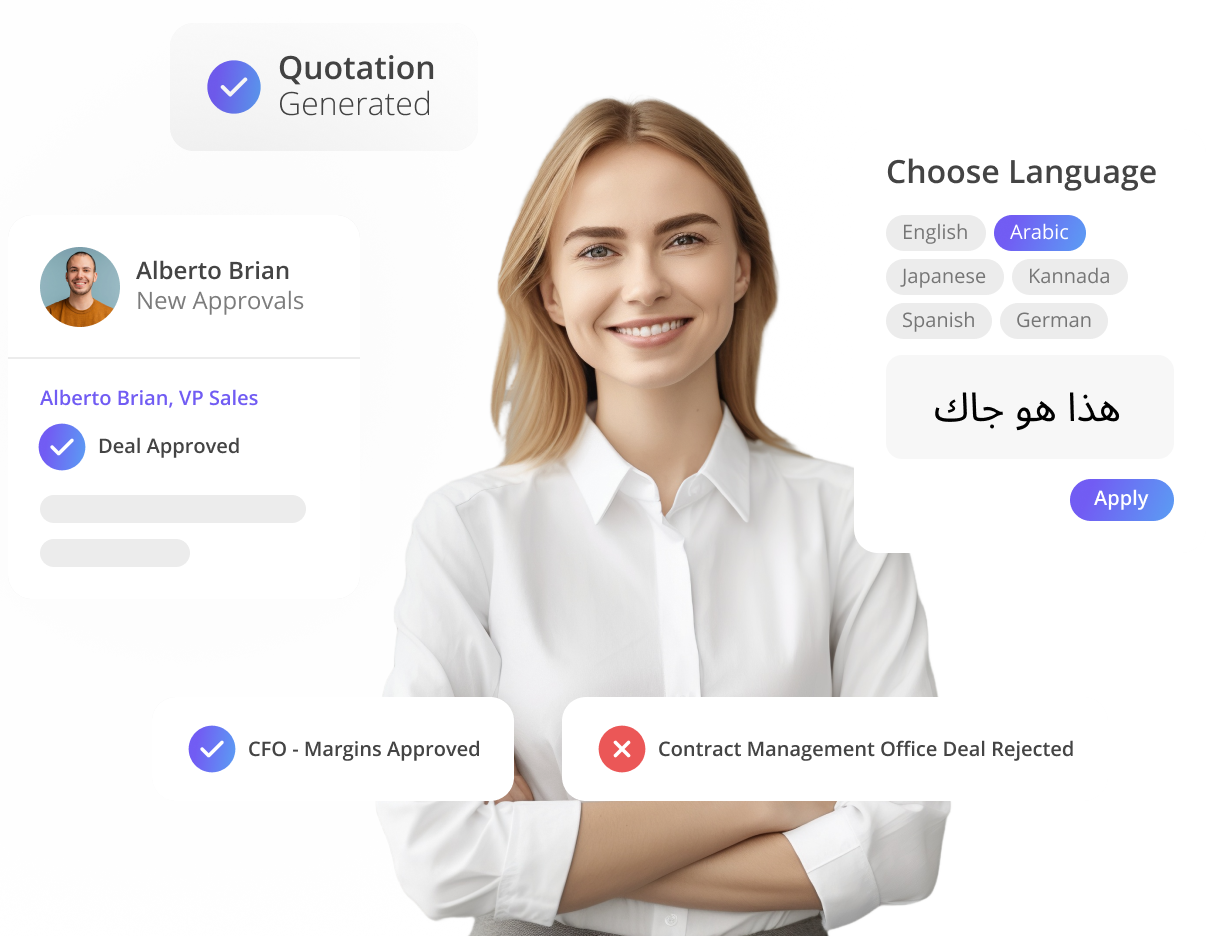 Quotation
Generated
Choose Language
English Arabic
Japanese Kannada
Spanish German
هذا هو جاك
Apply
Alberto Brian
New Approvals
Alberto Brian, VP Sales
Deal Approved
CFO - Margins Approved
Contract Management Office Deal Rejected